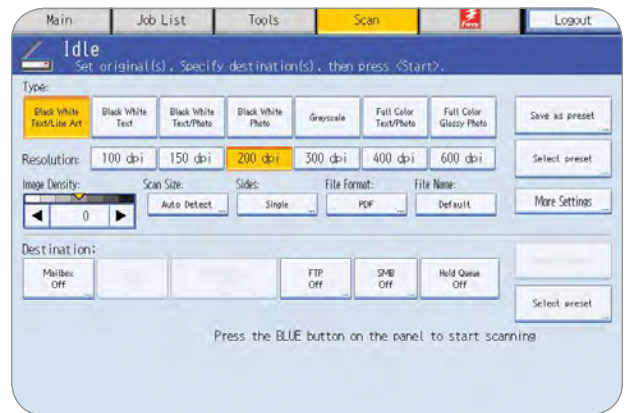 Main Job List Tools Scan Fiery Logout
Idle
Set original(s). Specify destination(s). then press <Start>.
Type:
Black White Text/Line Art
Black White Text
Black White Text/Photo
Black White Photo
Grayscale
Full Color Text/Photo
Full Color Glossy Photo
Save as preset
Resolution: 100 dpi 150 dpi 200 dpi 300 dpi 400 dpi 600 dpi Select preset
Image Density: Scan Size: Sides: File Format: File Name:
0 Auto Detect Single PDF Default More Settings
Destination:
Mailbox Off
FTP Off
SMB Off
Hold Queue Off
Select preset
Press the BLUE button on the panel to start scanning